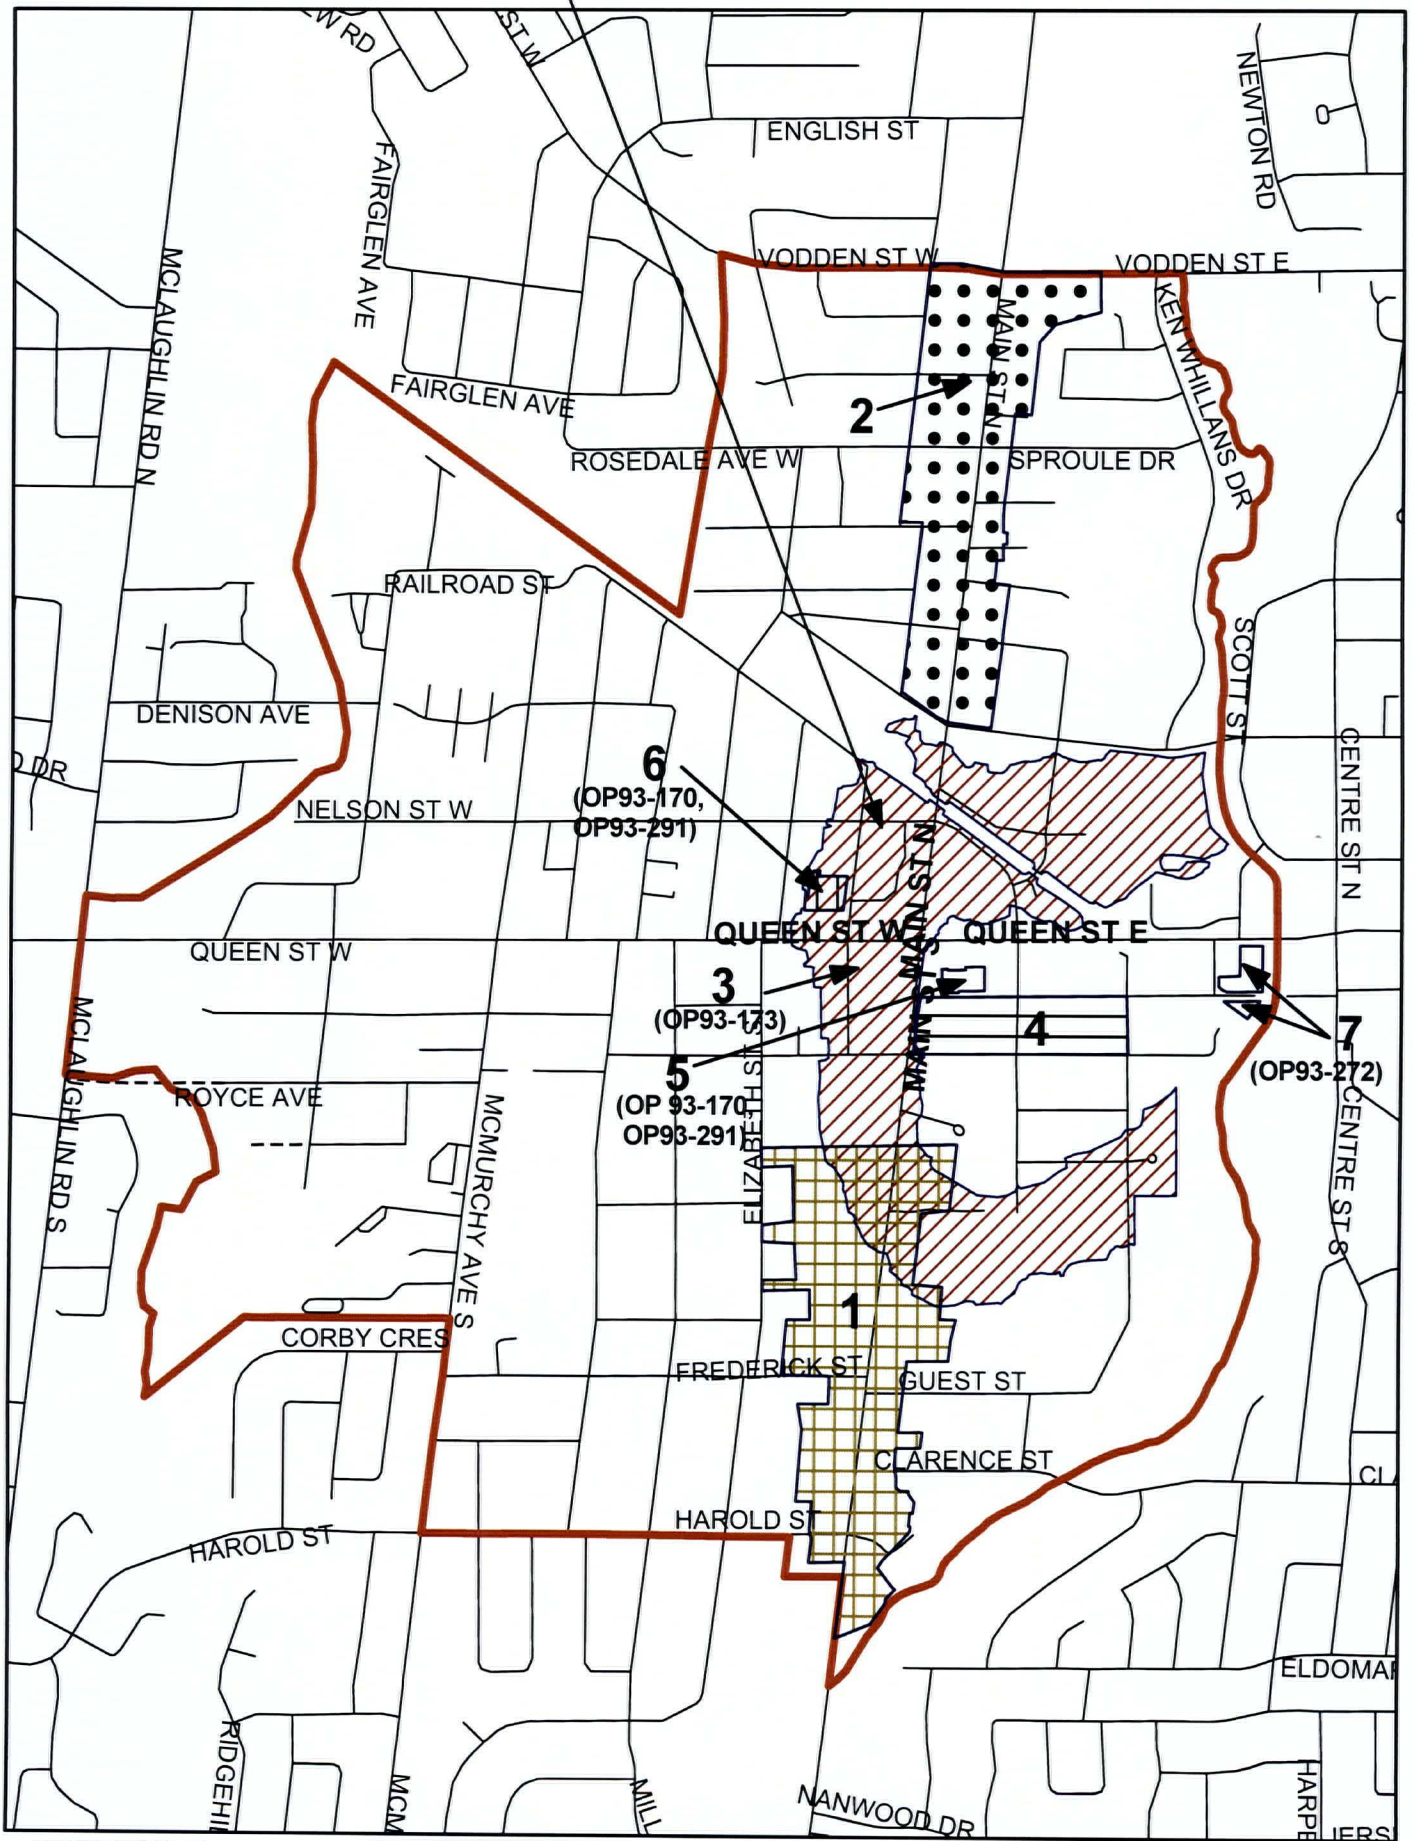 EW RD
ST W
ENGLISH ST
NEWTON RD
FAIRGLEN AVE
MCLAUGHLIN RD N
VODDEN ST W
VODDEN ST E
KEN WHILLANS DR
MAIN ST N
FAIRGLEN AVE
2
ROSEDALE AVE W
SPROULE DR
RAILROAD ST
SCOTT ST
DENISON AVE
CENTRE ST N
D DR
6
(OP93-170,
OP93-291)
NELSON ST W
MAIN ST N
QUEEN ST W
QUEEN ST E
QUEEN ST W
3
(OP93-173)
MAIN ST S
4
7
(OP93-272)
5
(OP 93-170,
OP93-291)
MCLAUGHLIN RD S
ROYCE AVE
MCMURCHY AVE S
ELIZABETH ST S
CENTRE ST S
1
CORBY CRES
FREDERICK ST
GUEST ST
CLARENCE ST
CLA
HAROLD ST
HAROLD ST
ELDOMAR
RIDGEHI
MCM
MILL
NANWOOD DR
HARPE
JERS